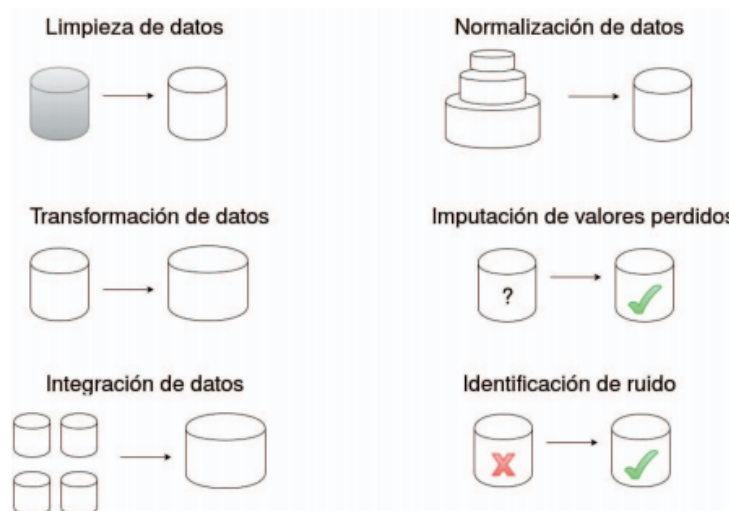 Limpieza de datos
Normalización de datos
Transformación de datos
Imputación de valores perdidos
?
Integración de datos
Identificación de ruido